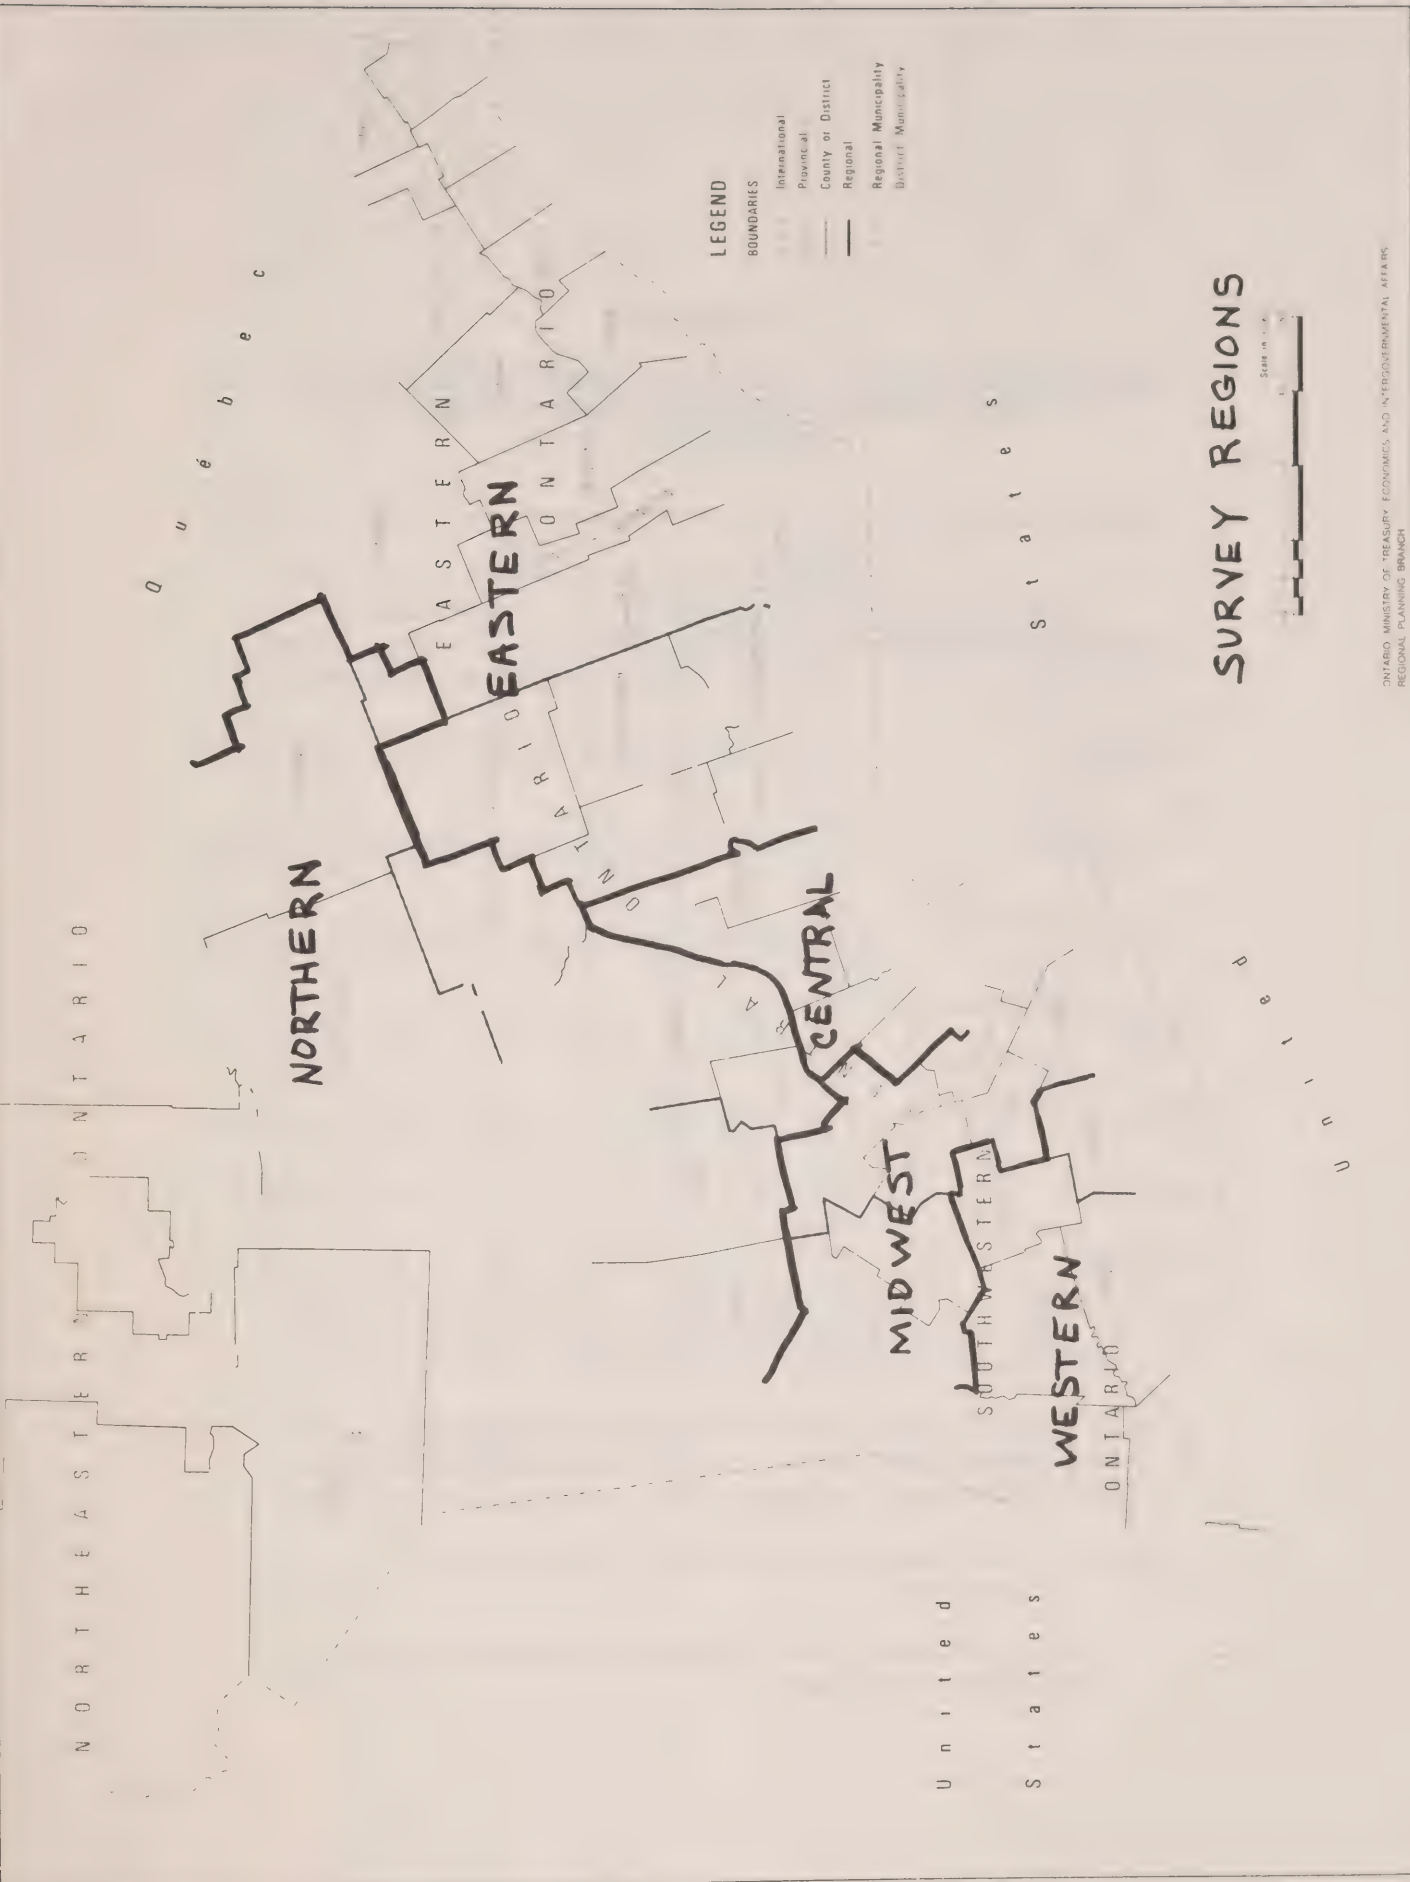 Québec
NORTHEASTERN ONTARIO
NORTHERN
EASTERN
ONTARIO
EASTERN
ONTARIO
CENTRAL
MIDWEST
SOUTHWESTERN
ONTARIO
WESTERN
United
States
United States
LEGEND
BOUNDARIES
International
Provincial
County or District
Regional
Regional Municipality
District Municipality
SURVEY REGIONS
Scale in
ONTARIO MINISTRY OF TREASURY ECONOMICS AND INTERGOVERNMENTAL AFFAIRS
REGIONAL PLANNING BRANCH